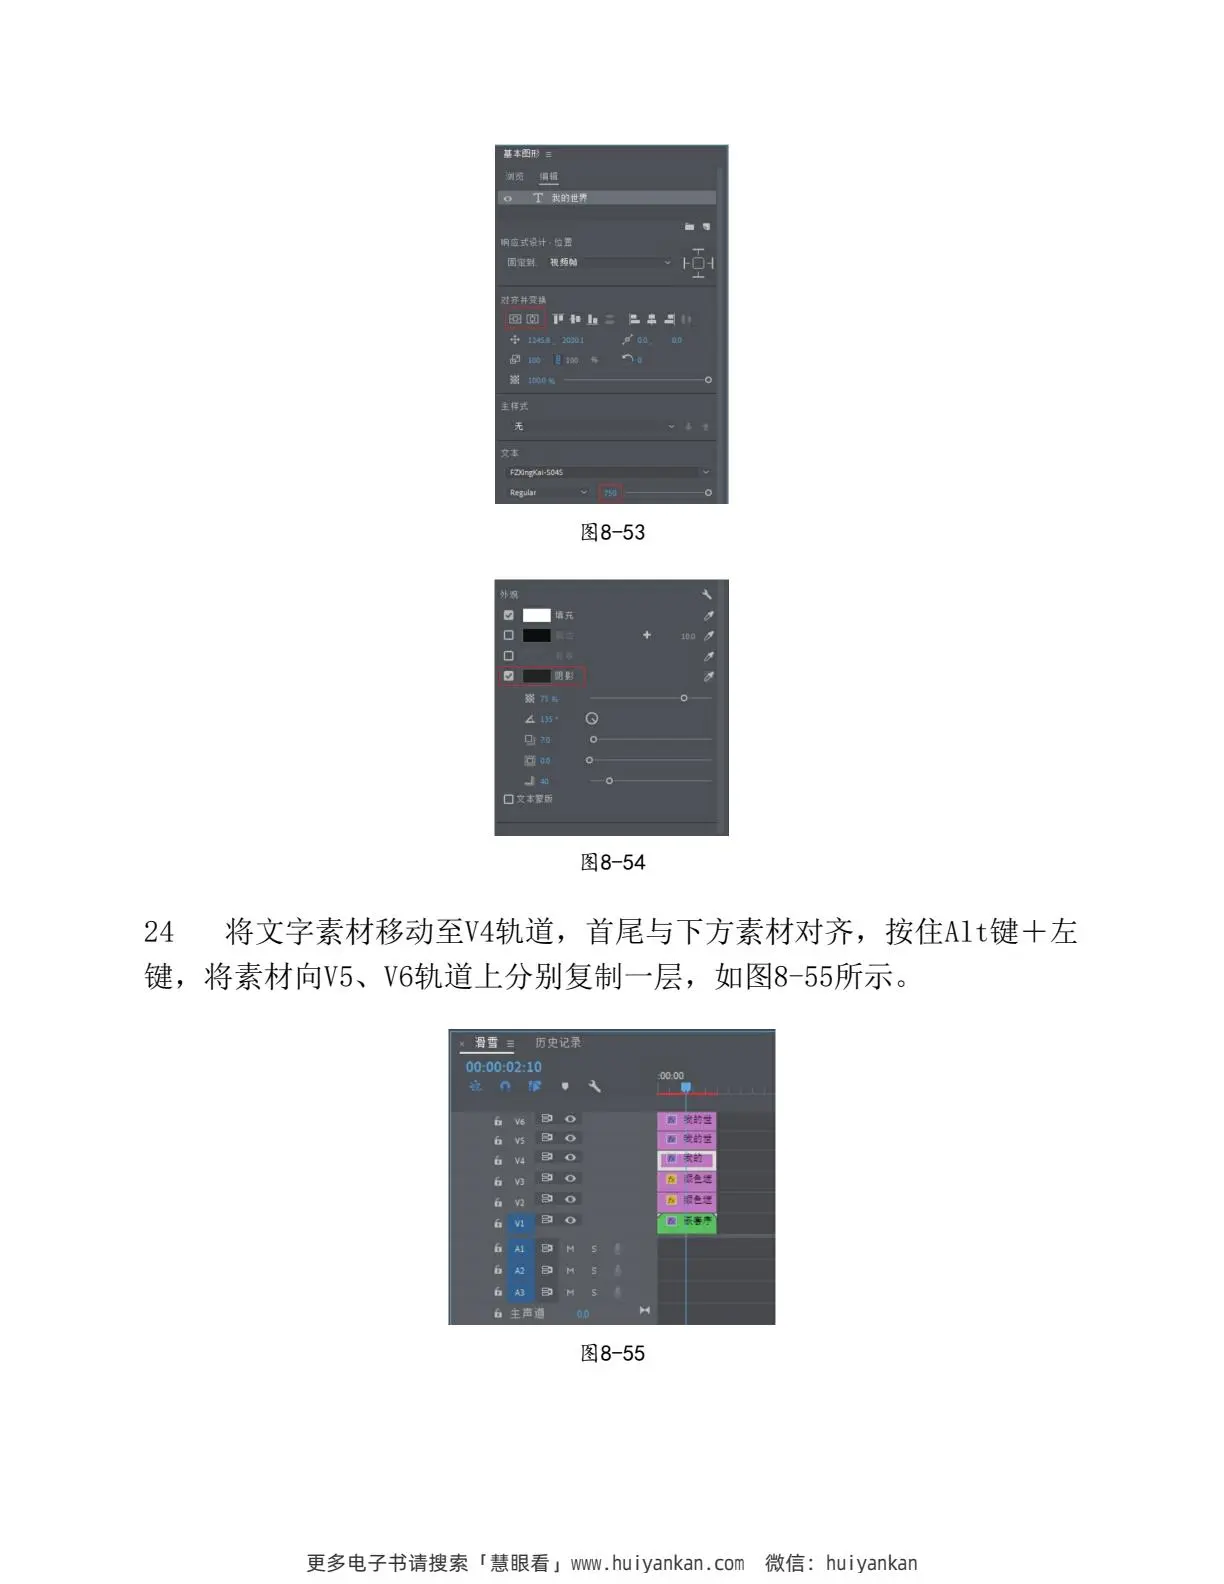 基本图形
浏览 编辑
T 我的世界
响应式设计 - 位置
固定到: 视频帧
对齐并变换
1245.8 2030.1 0.0 0.0
100 100 % 0
100.0 %
主样式
无
文本
FZXingKai-S04S
Regular 750
图8-53
外观
填充
10.0
阴影
75 %
135 °
7.0
0.0
40
文本蒙版
图8-54
24 将文字素材移动至V4轨道，首尾与下方素材对齐，按住Alt键＋左
键，将素材向V5、V6轨道上分别复制一层，如图8-55所示。
× 滑雪 历史记录
00:00:02:10
:00:00
V6 fx 我的世
V5 fx 我的世
V4 fx 我的
V3 fx 颜色遮
V2 fx 颜色遮
V1 fx 嵌套序
A1 M S
A2 M S
A3 M S
主声道 0.0
图8-55
更多电子书请搜索「慧眼看」www.huiyankan.com 微信: huiyankan